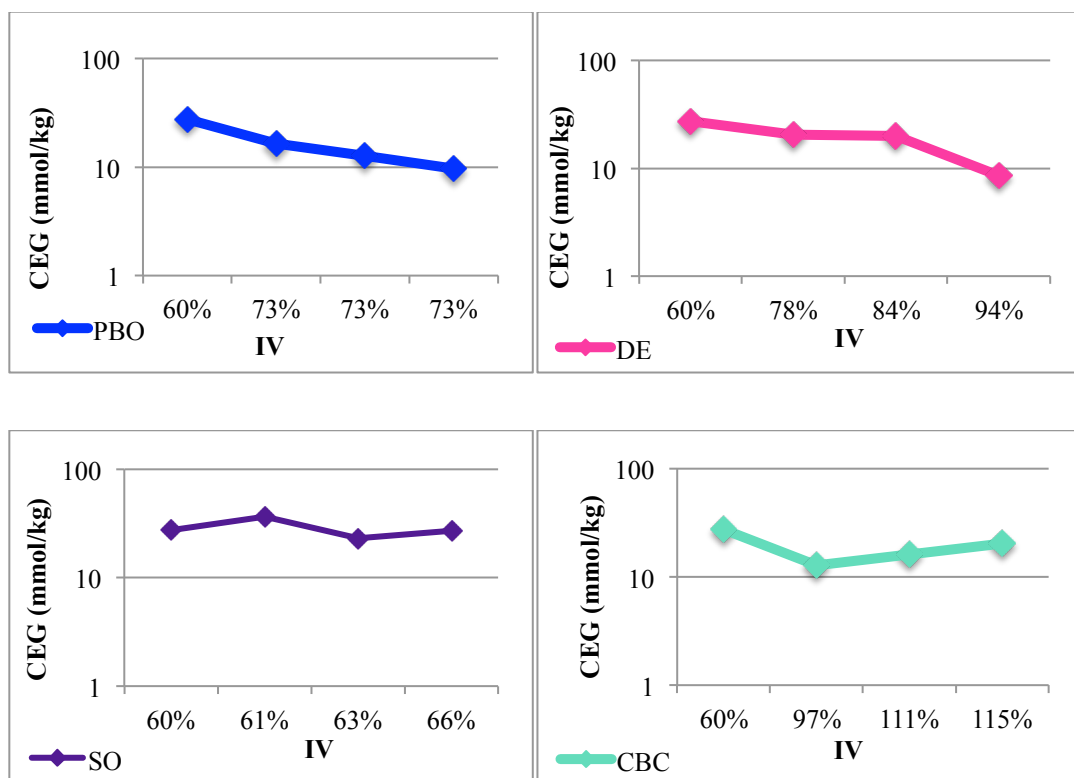 100
10
1
CEG (mmol/kg)
60% 73% 73% 73%
IV
PBO
100
10
1
CEG (mmol/kg)
60% 78% 84% 94%
IV
DE
100
10
1
CEG (mmol/kg)
60% 61% 63% 66%
IV
SO
100
10
1
CEG (mmol/kg)
60% 97% 111% 115%
IV
CBC